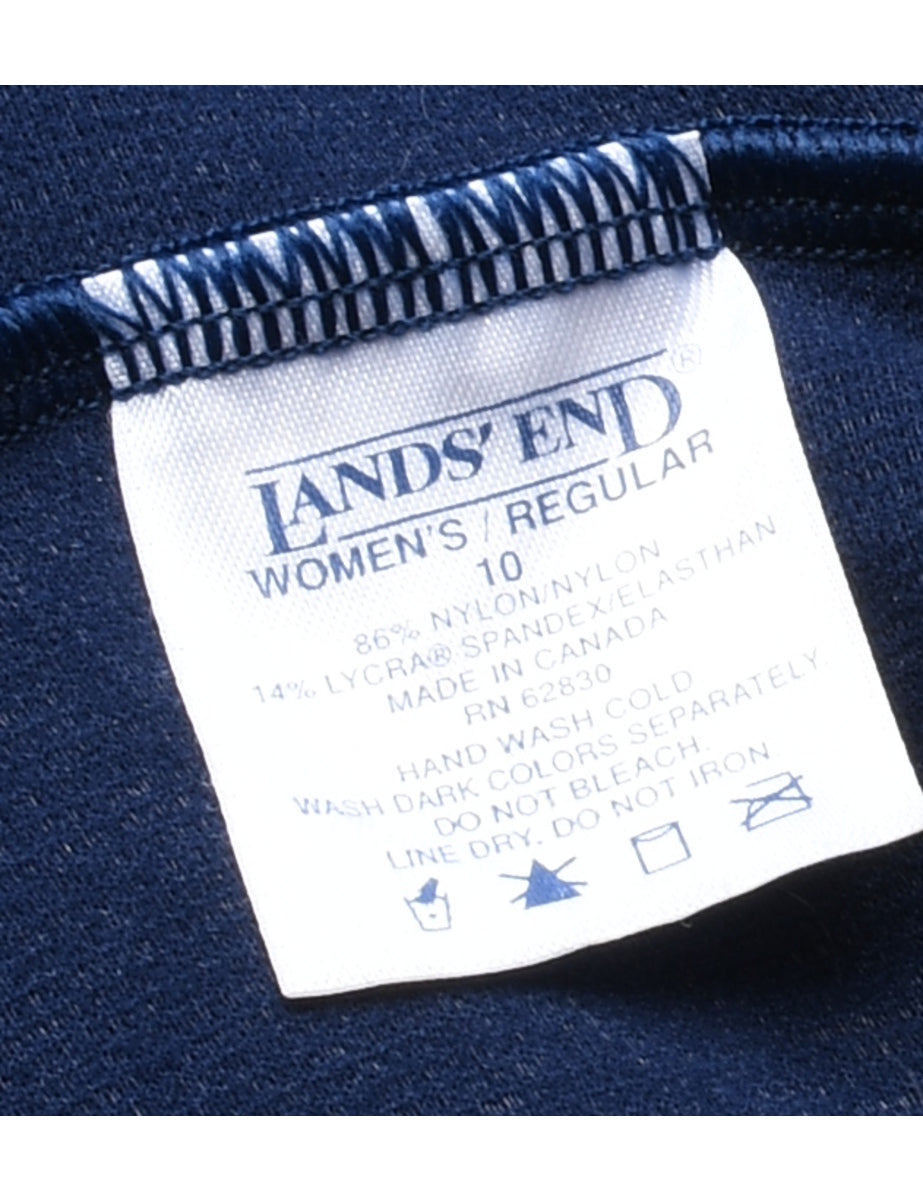 LANDS' END®
WOMEN'S / REGULAR
10
86% NYLON/NYLON
14% LYCRA® SPANDEX/ELASTHAN
MADE IN CANADA
RN 62830
HAND WASH COLD
WASH DARK COLORS SEPARATELY.
DO NOT BLEACH.
LINE DRY. DO NOT IRON.